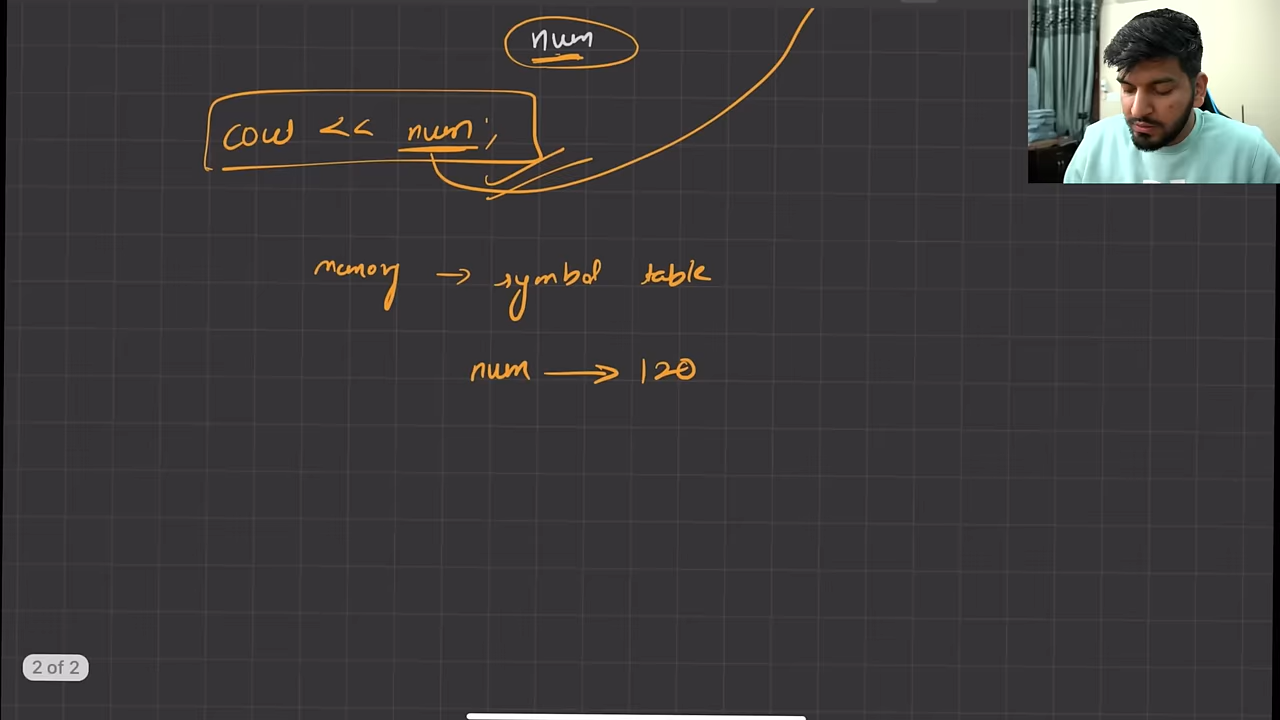 num
cout << num;
memory → symbol table
num → 120
2 of 2